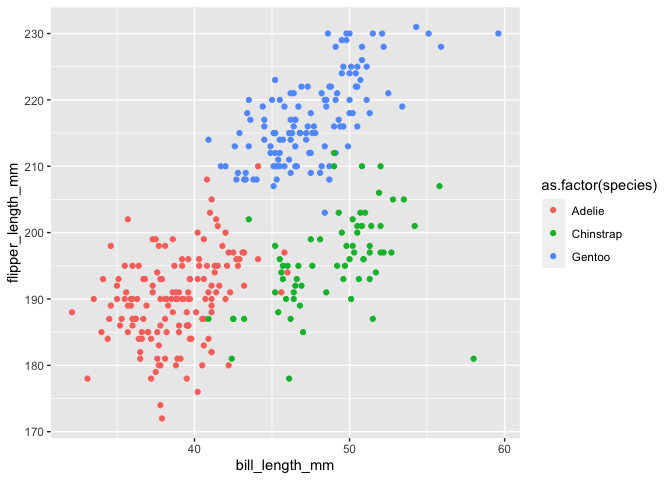 230
220
210
200
190
180
170
flipper_length_mm
40
50
60
bill_length_mm
as.factor(species)
Adelie
Chinstrap
Gentoo